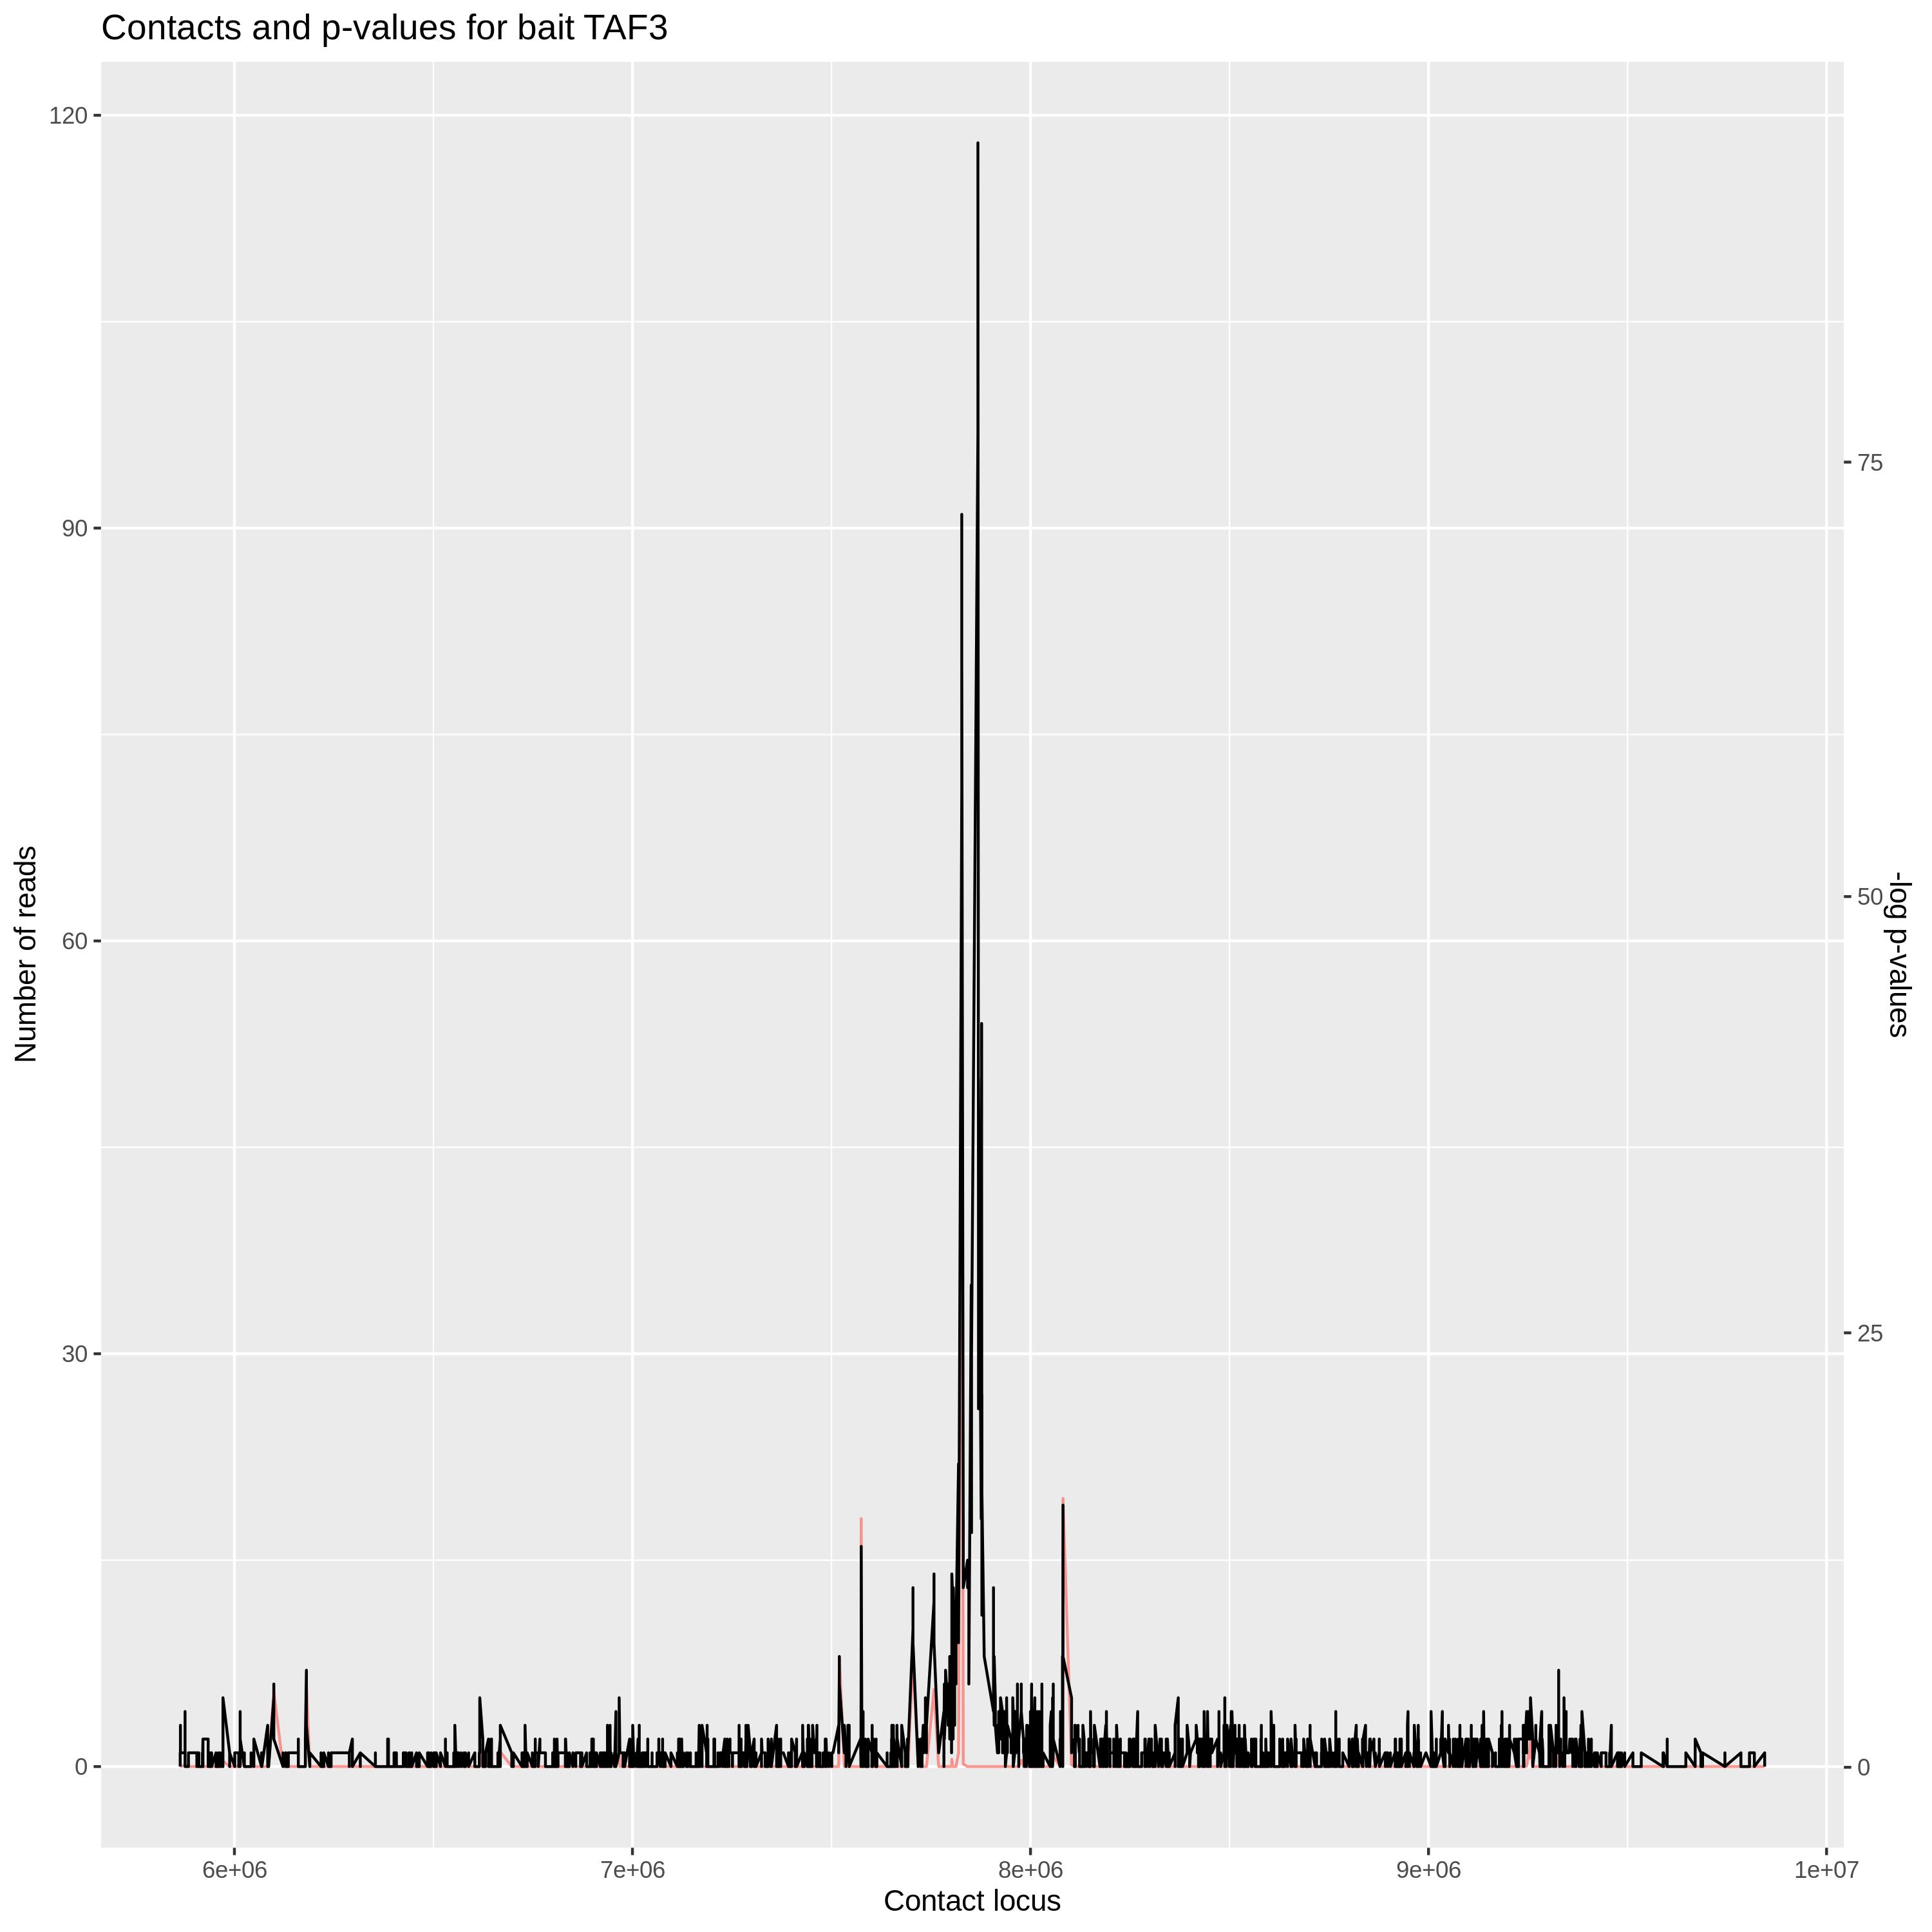 Contacts and p-values for bait TAF3
120
90
60
30
0
Number of reads
75
50
25
0
-log p-values
6e+06
7e+06
8e+06
9e+06
1e+07
Contact locus